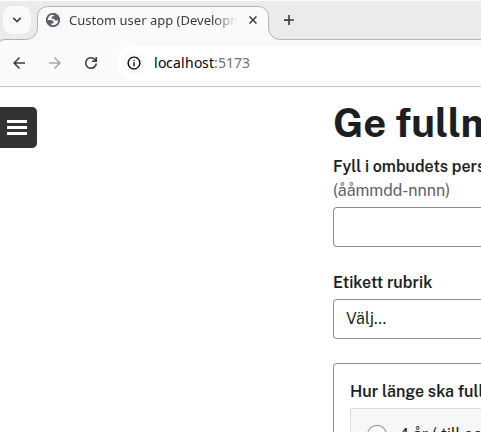 Custom user app (Developm
localhost:5173
Ge fulln
Fyll i ombudets pers
(ååmmdd-nnnn)
Etikett rubrik
Välj...
Hur länge ska full